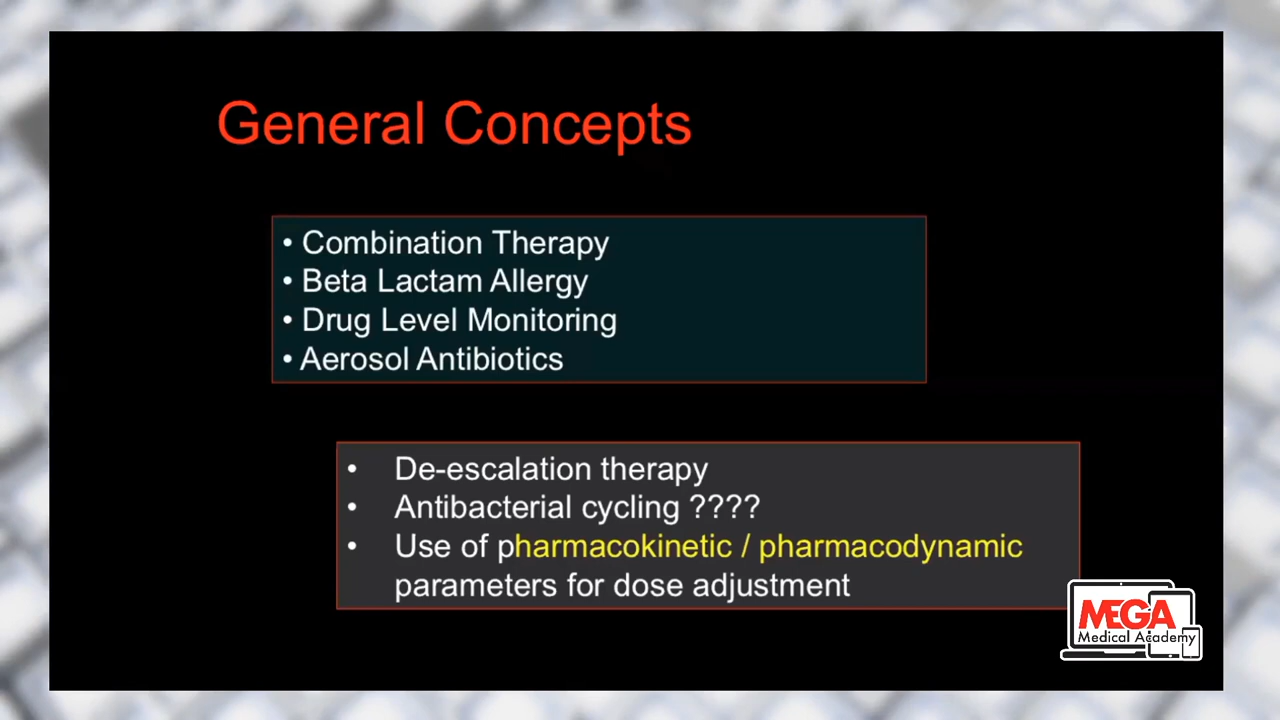 General Concepts
• Combination Therapy
• Beta Lactam Allergy
• Drug Level Monitoring
• Aerosol Antibiotics
• De-escalation therapy
• Antibacterial cycling ????
• Use of pharmacokinetic / pharmacodynamic
parameters for dose adjustment
MEGA
Medical Academy